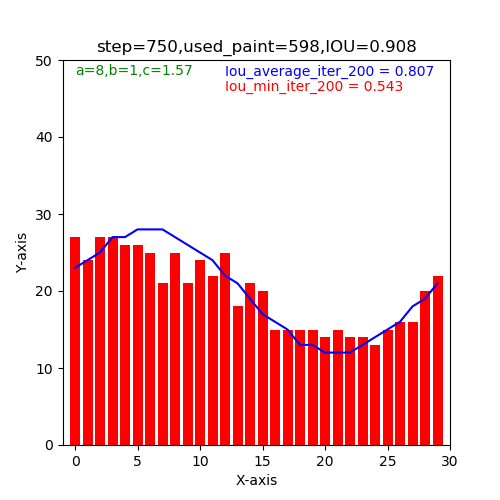 step=750,used_paint=598,IOU=0.908
a=8,b=1,c=1.57
Iou_average_iter_200 = 0.807
Iou_min_iter_200 = 0.543
50
40
30
20
10
0
Y-axis
0 5 10 15 20 25 30
X-axis